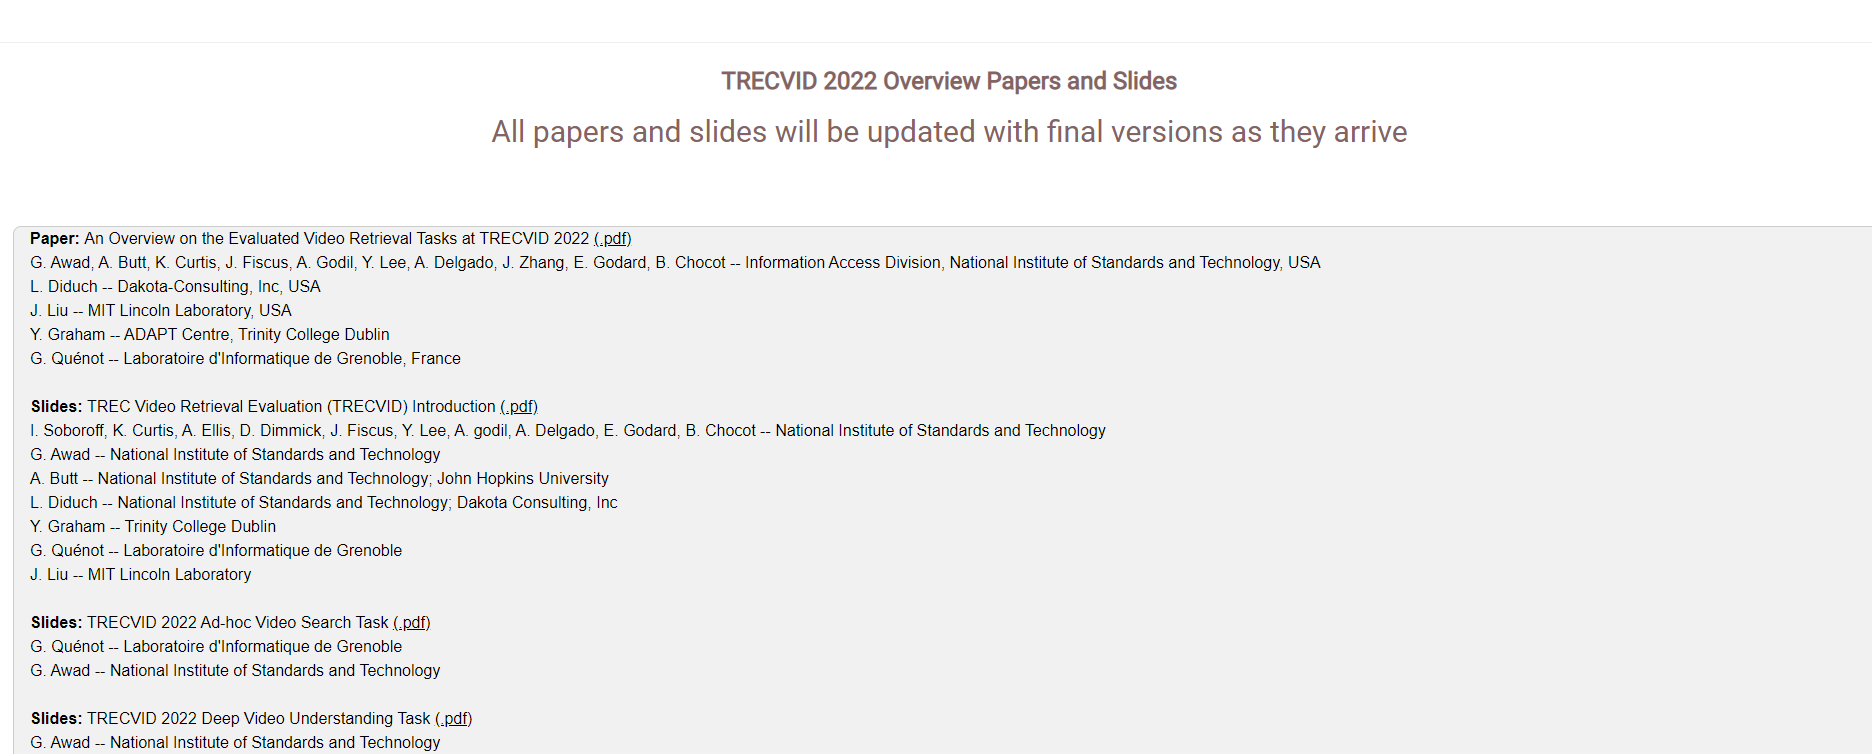 TRECVID 2022 Overview Papers and Slides
All papers and slides will be updated with final versions as they arrive
Paper: An Overview on the Evaluated Video Retrieval Tasks at TRECVID 2022 (.pdf)
G. Awad, A. Butt, K. Curtis, J. Fiscus, A. Godil, Y. Lee, A. Delgado, J. Zhang, E. Godard, B. Chocot -- Information Access Division, National Institute of Standards and Technology, USA
L. Diduch -- Dakota-Consulting, Inc, USA
J. Liu -- MIT Lincoln Laboratory, USA
Y. Graham -- ADAPT Centre, Trinity College Dublin
G. Quénot -- Laboratoire d'Informatique de Grenoble, France
Slides: TREC Video Retrieval Evaluation (TRECVID) Introduction (.pdf)
I. Soboroff, K. Curtis, A. Ellis, D. Dimmick, J. Fiscus, Y. Lee, A. godil, A. Delgado, E. Godard, B. Chocot -- National Institute of Standards and Technology
G. Awad -- National Institute of Standards and Technology
A. Butt -- National Institute of Standards and Technology; John Hopkins University
L. Diduch -- National Institute of Standards and Technology; Dakota Consulting, Inc
Y. Graham -- Trinity College Dublin
G. Quénot -- Laboratoire d'Informatique de Grenoble
J. Liu -- MIT Lincoln Laboratory
Slides: TRECVID 2022 Ad-hoc Video Search Task (.pdf)
G. Quénot -- Laboratoire d'Informatique de Grenoble
G. Awad -- National Institute of Standards and Technology
Slides: TRECVID 2022 Deep Video Understanding Task (.pdf)
G. Awad -- National Institute of Standards and Technology